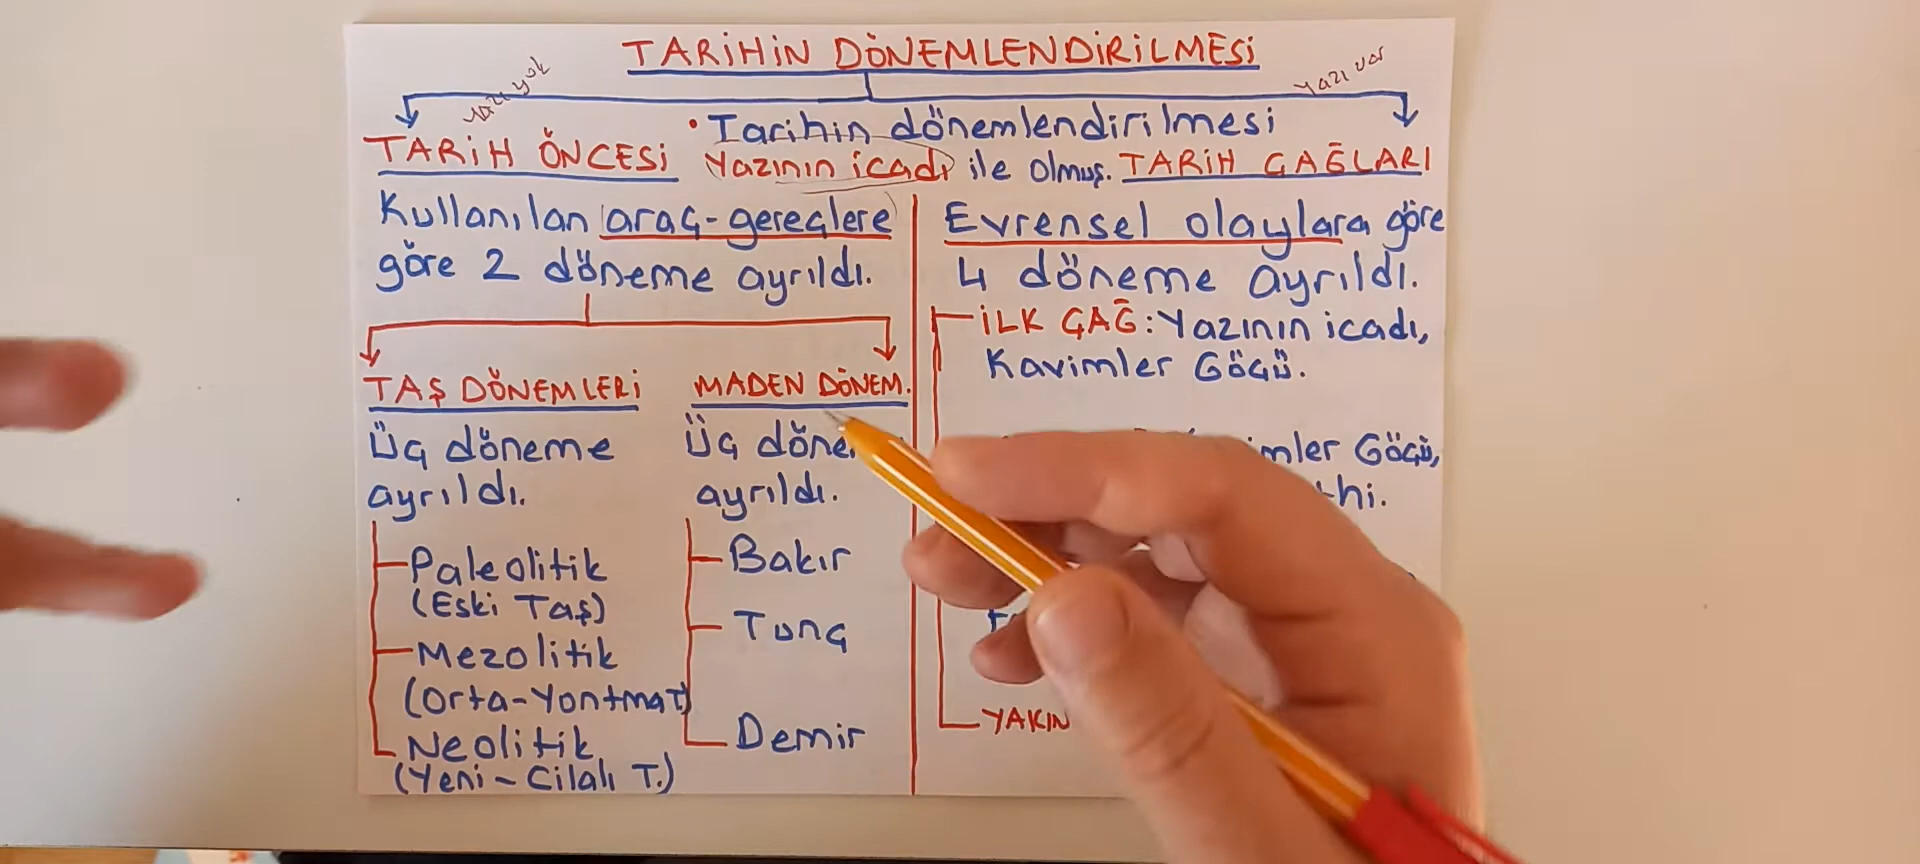 TARİHİN DÖNEMLENDİRİLMESİ
Yazı yok
Yazı var
• Tarihin dönemlendirilmesi
Yazının icadı ile olmuş.
TARİH ÖNCESİ
Kullanılan araç-gereçlere
göre 2 döneme ayrıldı.
TAŞ DÖNEMLERİ
Üç döneme
ayrıldı.
Paleolitik
(Eski Taş)
Mezolitik
(Orta-Yontma T.)
Neolitik
(Yeni-Cilalı T.)
MADEN DÖNEM.
Üç
ayrıldı.
Bakır
Tunç
Demir
TARİH ÇAĞLARI
Evrensel olaylara göre
4 döneme ayrıldı.
İLK ÇAĞ: Yazının icadı,
Kavimler Göçü.
Göçü,
YAKIN